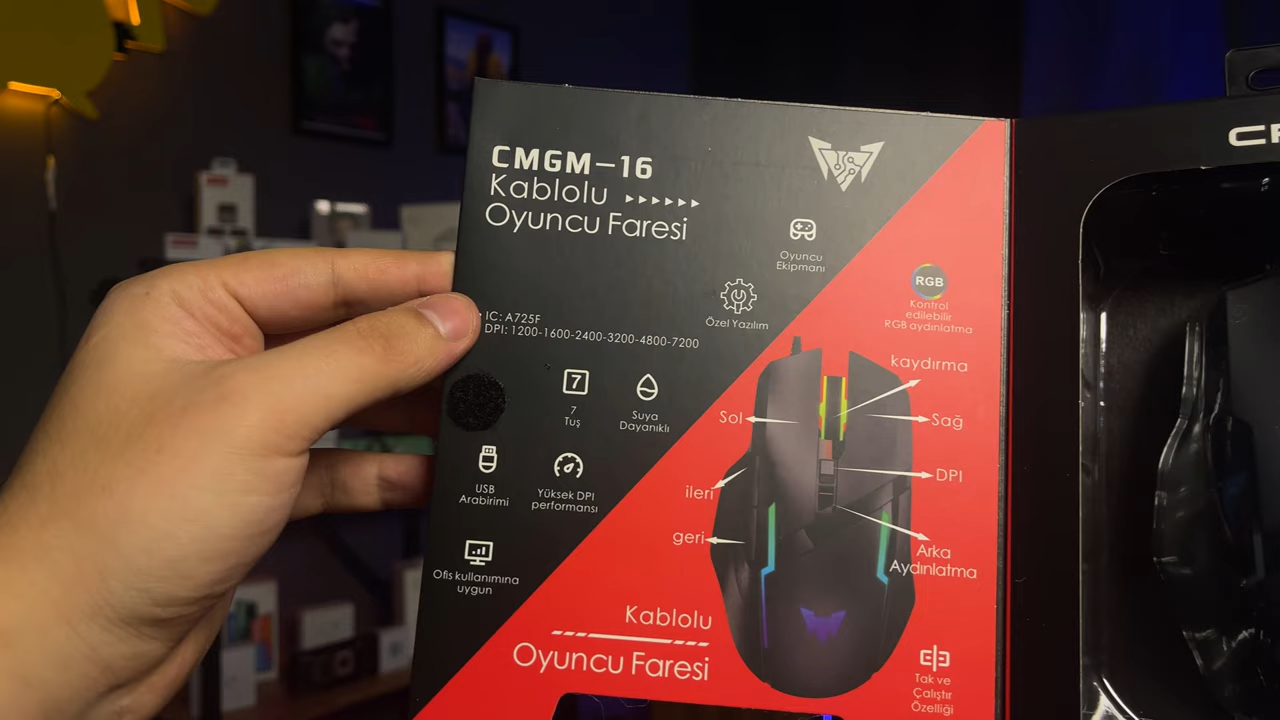 CMGM-16
Kablolu
Oyuncu Faresi
Oyuncu
Ekipmanı
Özel Yazılım
RGB
Kontrol
edilebilir
RGB aydınlatma
IC: A725F
DPI: 1200-1600-2400-3200-4800-7200
7
7
Tuş
Suya
Dayanıklı
USB
Arabirimi
Yüksek DPI
performansı
Ofis kullanımına
uygun
kaydırma
Sol
Sağ
DPI
ileri
geri
Arka
Aydınlatma
Kablolu
Oyuncu Faresi
Tak ve
Çalıştır
Özelliği